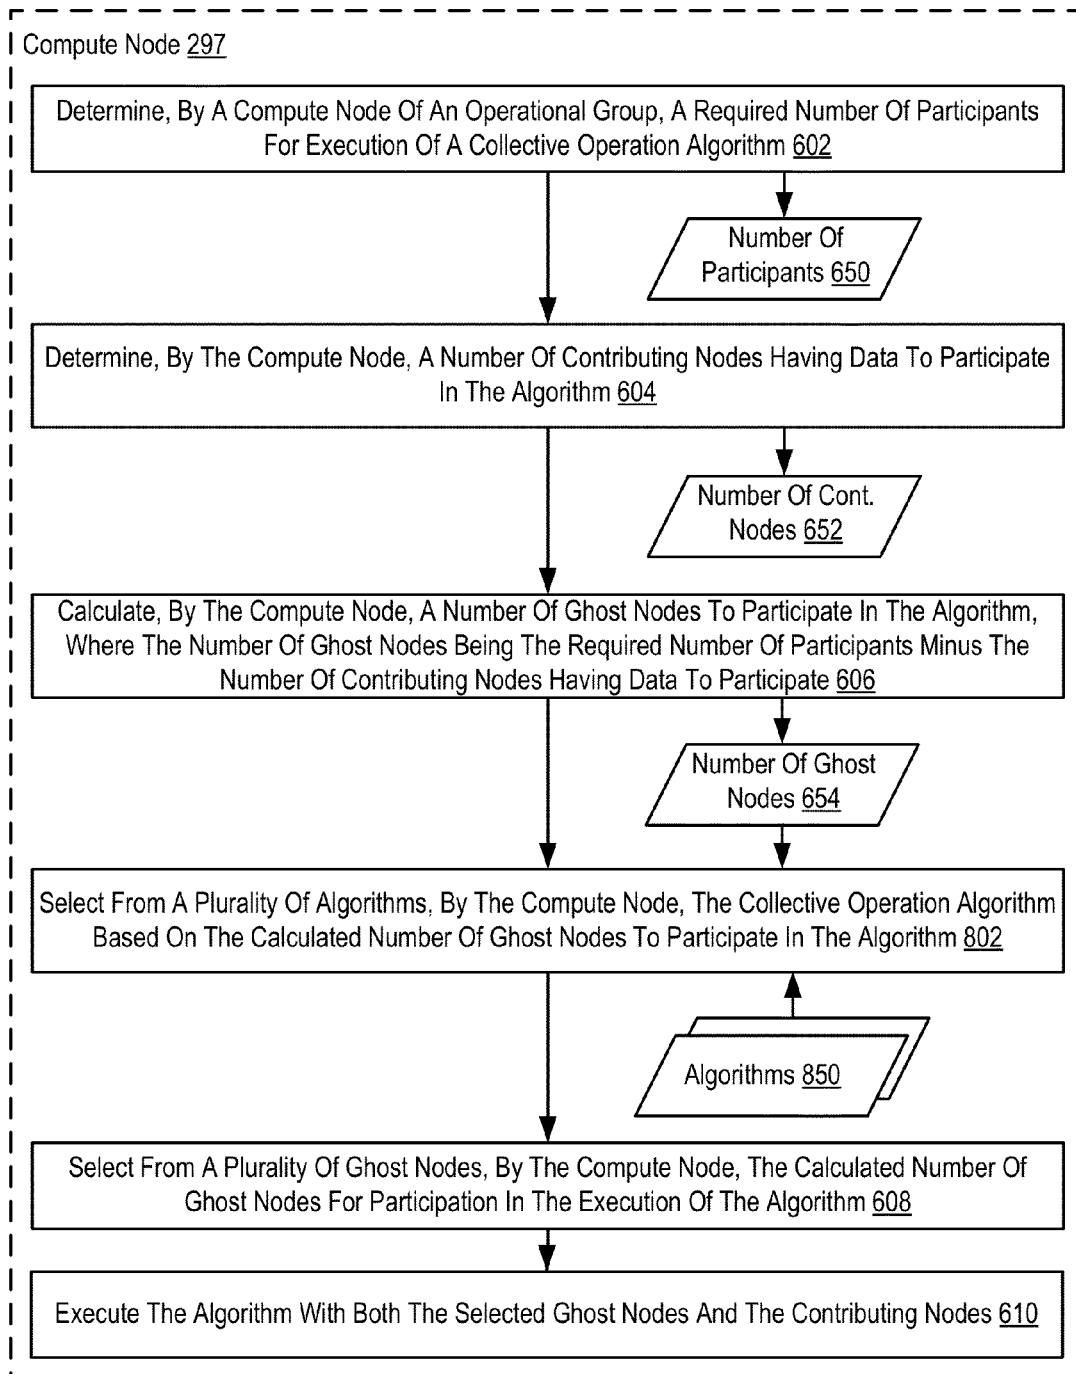 Compute Node 297
Determine, By A Compute Node Of An Operational Group, A Required Number Of Participants
For Execution Of A Collective Operation Algorithm 602
Number Of
Participants 650
Determine, By The Compute Node, A Number Of Contributing Nodes Having Data To Participate
In The Algorithm 604
Number Of Cont.
Nodes 652
Calculate, By The Compute Node, A Number Of Ghost Nodes To Participate In The Algorithm,
Where The Number Of Ghost Nodes Being The Required Number Of Participants Minus The
Number Of Contributing Nodes Having Data To Participate 606
Number Of Ghost
Nodes 654
Select From A Plurality Of Algorithms, By The Compute Node, The Collective Operation Algorithm
Based On The Calculated Number Of Ghost Nodes To Participate In The Algorithm 802
Algorithms 850
Select From A Plurality Of Ghost Nodes, By The Compute Node, The Calculated Number Of
Ghost Nodes For Participation In The Execution Of The Algorithm 608
Execute The Algorithm With Both The Selected Ghost Nodes And The Contributing Nodes 610